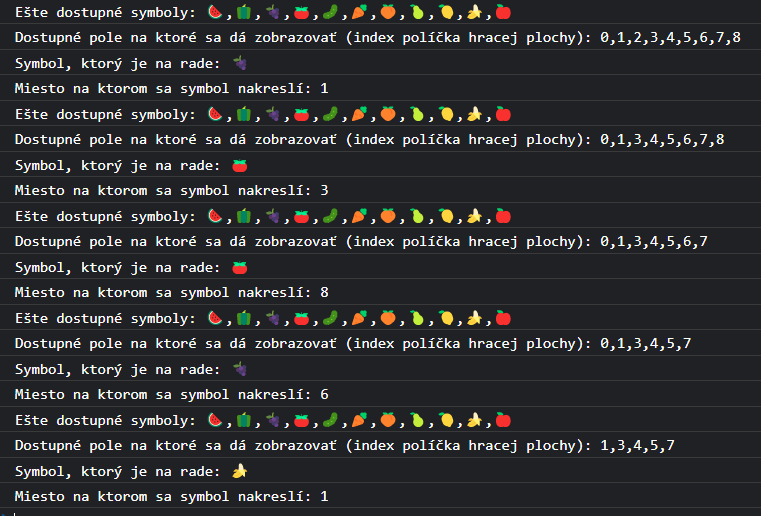 Ešte dostupné symboly: 🍉,🫑,🍇,🍅,🥒,🥕,🍑,🍐,🍋,🍌,🍎
Dostupné pole na ktoré sa dá zobrazovať (index políčka hracej plochy): 0,1,2,3,4,5,6,7,8
Symbol, ktorý je na rade: 🍇
Miesto na ktorom sa symbol nakreslí: 1
Ešte dostupné symboly: 🍉,🫑,🍇,🍅,🥒,🥕,🍑,🍐,🍋,🍌,🍎
Dostupné pole na ktoré sa dá zobrazovať (index políčka hracej plochy): 0,1,3,4,5,6,7,8
Symbol, ktorý je na rade: 🍅
Miesto na ktorom sa symbol nakreslí: 3
Ešte dostupné symboly: 🍉,🫑,🍇,🍅,🥒,🥕,🍑,🍐,🍋,🍌,🍎
Dostupné pole na ktoré sa dá zobrazovať (index políčka hracej plochy): 0,1,3,4,5,6,7
Symbol, ktorý je na rade: 🍅
Miesto na ktorom sa symbol nakreslí: 8
Ešte dostupné symboly: 🍉,🫑,🍇,🍅,🥒,🥕,🍑,🍐,🍋,🍌,🍎
Dostupné pole na ktoré sa dá zobrazovať (index políčka hracej plochy): 0,1,3,4,5,7
Symbol, ktorý je na rade: 🍇
Miesto na ktorom sa symbol nakreslí: 6
Ešte dostupné symboly: 🍉,🫑,🍇,🍅,🥒,🥕,🍑,🍐,🍋,🍌,🍎
Dostupné pole na ktoré sa dá zobrazovať (index políčka hracej plochy): 1,3,4,5,7
Symbol, ktorý je na rade: 🍌
Miesto na ktorom sa symbol nakreslí: 1